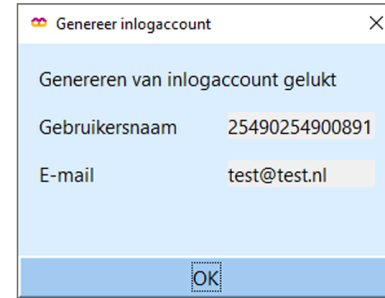 Genereer inlogaccount
Genereren van inlogaccount gelukt
Gebruikersnaam 25490254900891
E-mail test@test.nl
OK